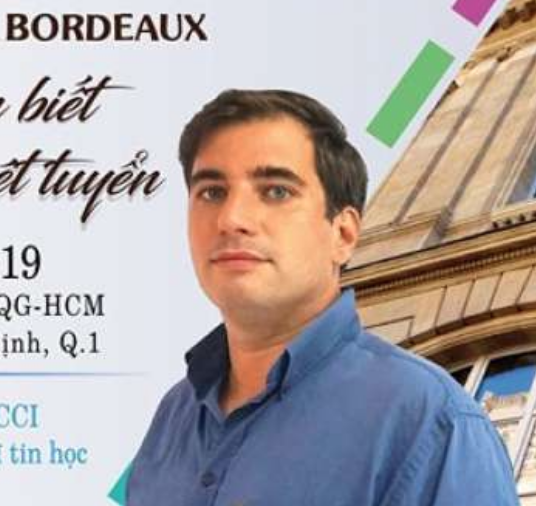 BORDEAUX
biết
ết tuyển
19
QG-HCM
ịnh, Q.1
CCI
tin học